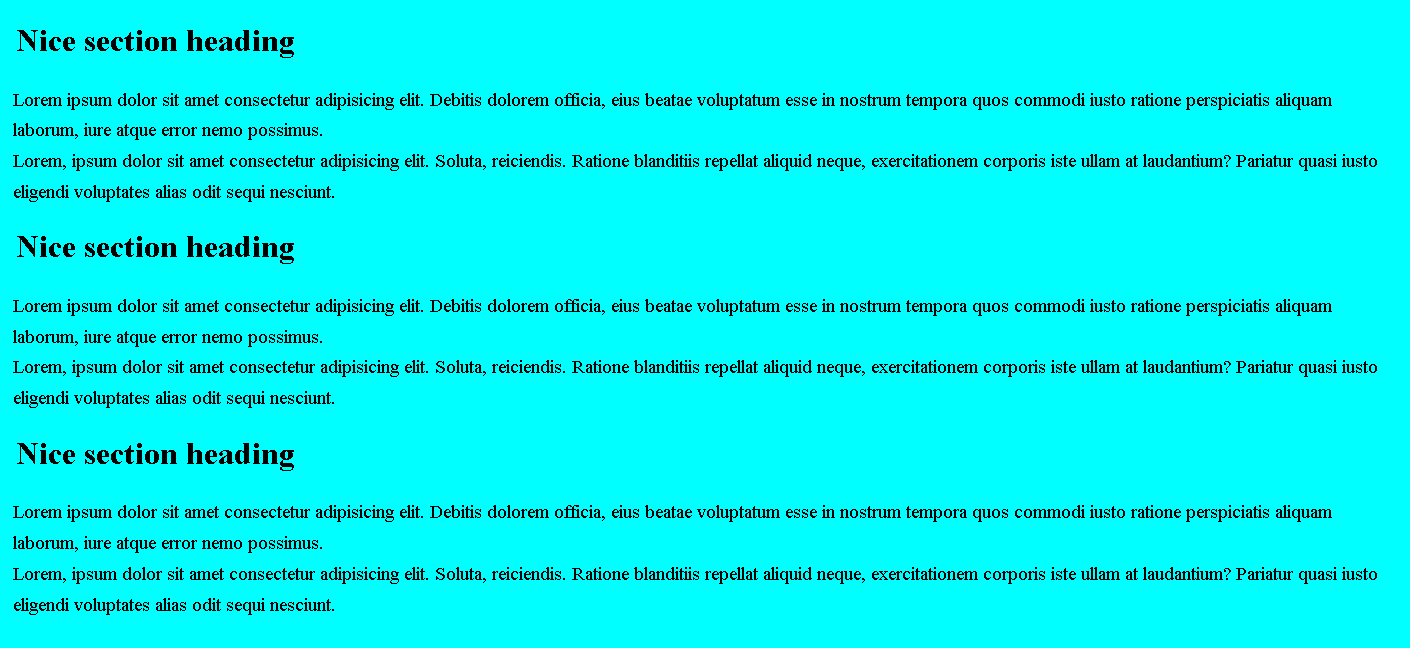 Nice section heading
Lorem ipsum dolor sit amet consectetur adipisicing elit. Debitis dolorem officia, eius beatae voluptatum esse in nostrum tempora quos commodi iusto ratione perspiciatis aliquam
laborum, iure atque error nemo possimus.
Lorem, ipsum dolor sit amet consectetur adipisicing elit. Soluta, reiciendis. Ratione blanditiis repellat aliquid neque, exercitationem corporis iste ullam at laudantium? Pariatur quasi iusto
eligendi voluptates alias odit sequi nesciunt.
Nice section heading
Lorem ipsum dolor sit amet consectetur adipisicing elit. Debitis dolorem officia, eius beatae voluptatum esse in nostrum tempora quos commodi iusto ratione perspiciatis aliquam
laborum, iure atque error nemo possimus.
Lorem, ipsum dolor sit amet consectetur adipisicing elit. Soluta, reiciendis. Ratione blanditiis repellat aliquid neque, exercitationem corporis iste ullam at laudantium? Pariatur quasi iusto
eligendi voluptates alias odit sequi nesciunt.
Nice section heading
Lorem ipsum dolor sit amet consectetur adipisicing elit. Debitis dolorem officia, eius beatae voluptatum esse in nostrum tempora quos commodi iusto ratione perspiciatis aliquam
laborum, iure atque error nemo possimus.
Lorem, ipsum dolor sit amet consectetur adipisicing elit. Soluta, reiciendis. Ratione blanditiis repellat aliquid neque, exercitationem corporis iste ullam at laudantium? Pariatur quasi iusto
eligendi voluptates alias odit sequi nesciunt.